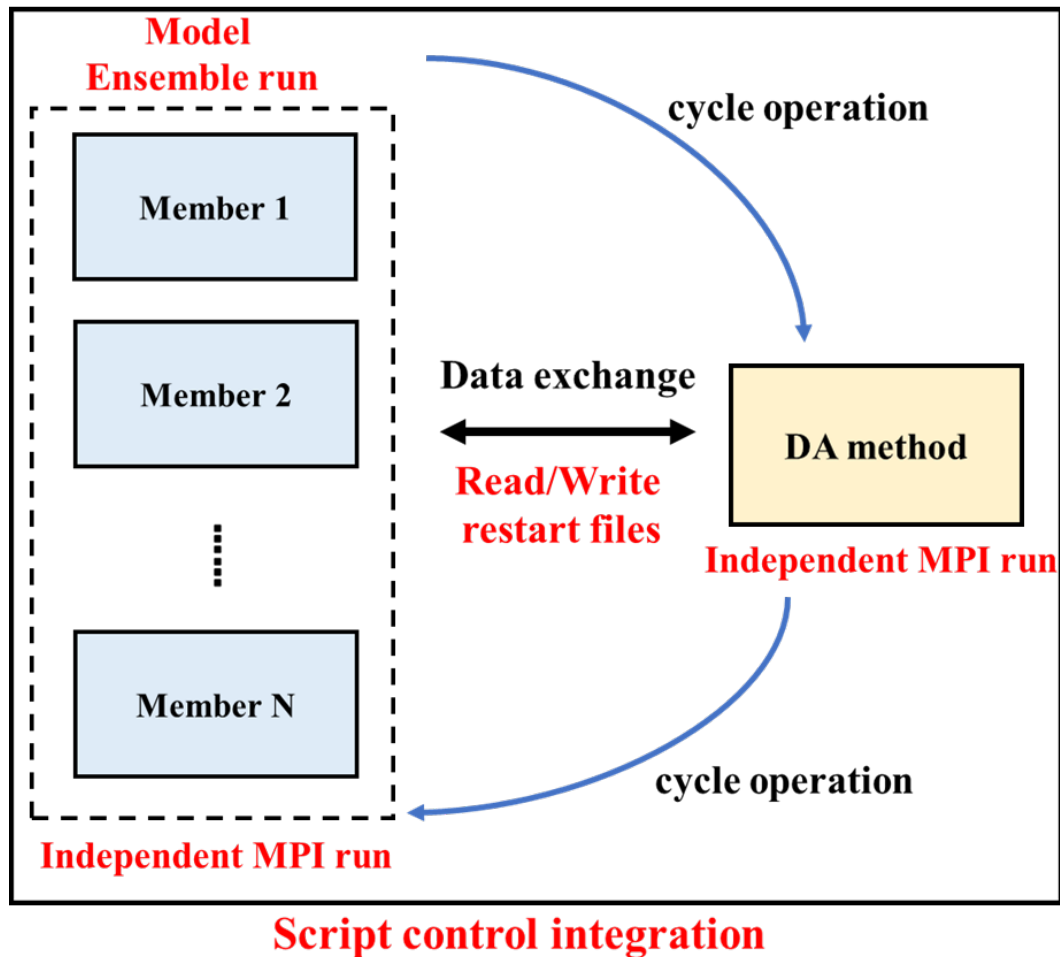 Model
Ensemble run
cycle operation
Member 1
Member 2
Data exchange
DA method
Read/Write
restart files
Independent MPI run
Member N
cycle operation
Independent MPI run
Script control integration